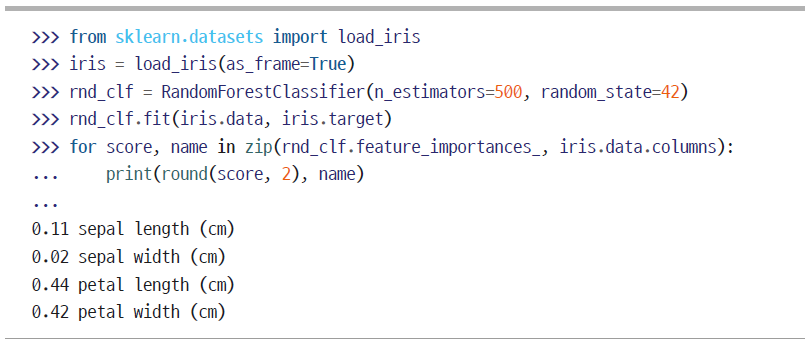 >>> from sklearn.datasets import load_iris
>>> iris = load_iris(as_frame=True)
>>> rnd_clf = RandomForestClassifier(n_estimators=500, random_state=42)
>>> rnd_clf.fit(iris.data, iris.target)
>>> for score, name in zip(rnd_clf.feature_importances_, iris.data.columns):
...     print(round(score, 2), name)
...
0.11 sepal length (cm)
0.02 sepal width (cm)
0.44 petal length (cm)
0.42 petal width (cm)